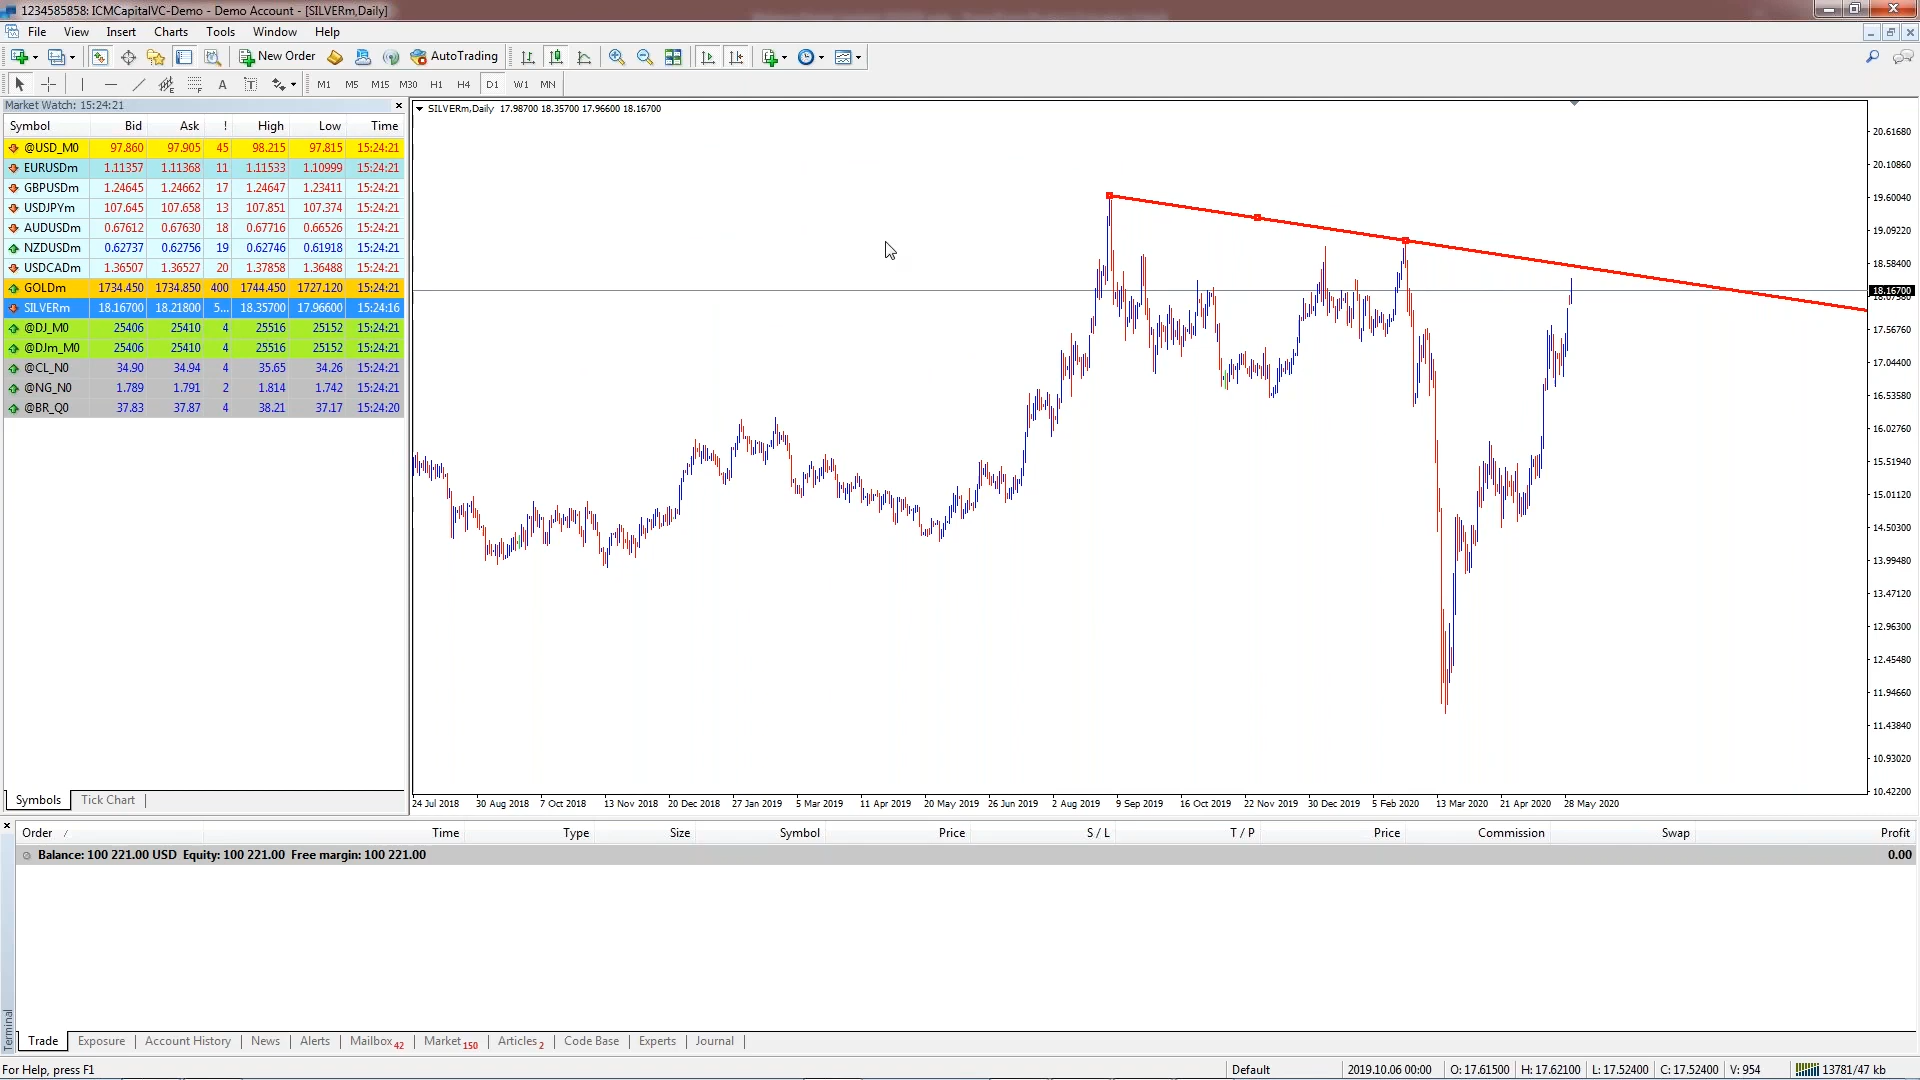 1234585858: ICMCapitalVC-Demo - Demo Account - [SILVERm,Daily]
File View Insert Charts Tools Window Help
New Order AutoTrading
A T M1 M5 M15 M30 H1 H4 D1 W1 MN
Market Watch: 15:24:21
Symbol Bid Ask ! High Low Time
@USD_M0 97.860 97.905 45 98.215 97.815 15:24:21
EURUSDm 1.11357 1.11368 11 1.11533 1.10999 15:24:21
GBPUSDm 1.24645 1.24662 17 1.24647 1.23411 15:24:21
USDJPYm 107.645 107.658 13 107.851 107.374 15:24:21
AUDUSDm 0.67612 0.67630 18 0.67716 0.66526 15:24:21
NZDUSDm 0.62737 0.62756 19 0.62746 0.61918 15:24:21
USDCADm 1.36507 1.36527 20 1.37858 1.36488 15:24:21
GOLDm 1734.450 1734.850 400 1744.450 1727.120 15:24:21
SILVERm 18.16700 18.21800 5... 18.35700 17.96600 15:24:16
@DJ_M0 25406 25410 4 25516 25152 15:24:21
@DJm_M0 25406 25410 4 25516 25152 15:24:21
@CL_N0 34.90 34.94 4 35.65 34.26 15:24:21
@NG_N0 1.789 1.791 2 1.814 1.742 15:24:21
@BR_Q0 37.83 37.87 4 38.21 37.17 15:24:20
Symbols Tick Chart
SILVERm,Daily 17.98700 18.35700 17.96600 18.16700
20.61680
20.10860
19.60040
19.09220
18.58400
18.16700
18.07580
17.56760
17.04400
16.53580
16.02760
15.51940
15.01120
14.50300
13.99480
13.47120
12.96300
12.45480
11.94660
11.43840
10.93020
10.42200
24 Jul 2018 30 Aug 2018 7 Oct 2018 13 Nov 2018 20 Dec 2018 27 Jan 2019 5 Mar 2019 11 Apr 2019 20 May 2019 26 Jun 2019 2 Aug 2019 9 Sep 2019 16 Oct 2019 22 Nov 2019 30 Dec 2019 5 Feb 2020 13 Mar 2020 21 Apr 2020 28 May 2020
Order / Time Type Size Symbol Price S / L T / P Price Commission Swap Profit
Balance: 100 221.00 USD Equity: 100 221.00 Free margin: 100 221.00 0.00
Terminal
Trade Exposure Account History News Alerts Mailbox 42 Market 150 Articles 2 Code Base Experts Journal
For Help, press F1 Default 2019.10.06 00:00 O: 17.61500 H: 17.62100 L: 17.52400 C: 17.52400 V: 954 13781/47 kb